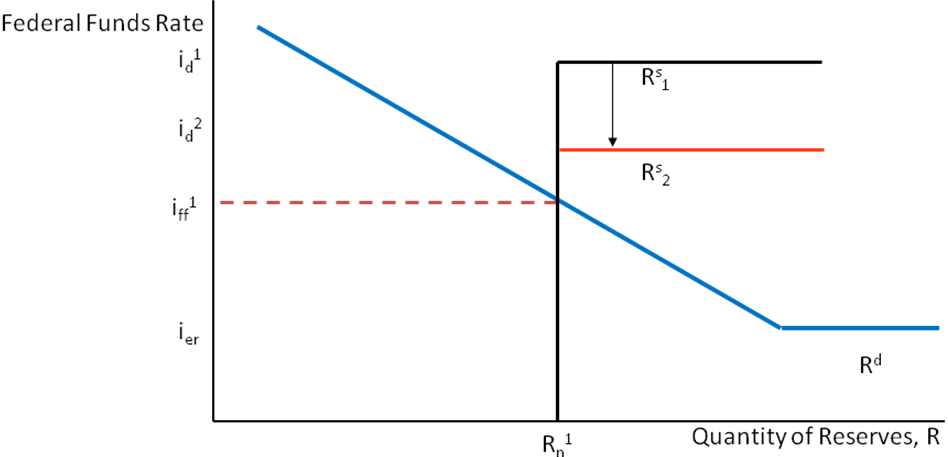 Federal Funds Rate
i_d^1
R^s_1
i_d^2
R^s_2
i_ff^1
i_er
R^d
R_n^1
Quantity of Reserves, R